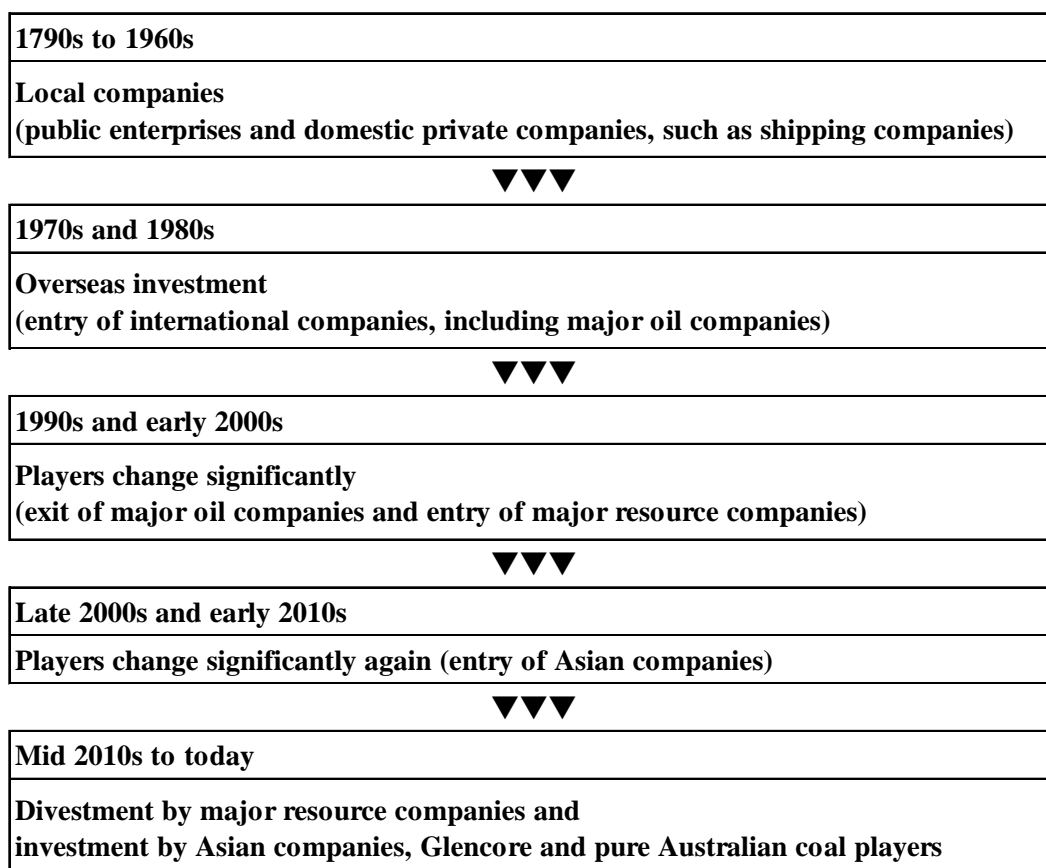 1790s to 1960s
Local companies
(public enterprises and domestic private companies, such as shipping companies)
▼▼▼
1970s and 1980s
Overseas investment
(entry of international companies, including major oil companies)
▼▼▼
1990s and early 2000s
Players change significantly
(exit of major oil companies and entry of major resource companies)
▼▼▼
Late 2000s and early 2010s
Players change significantly again (entry of Asian companies)
▼▼▼
Mid 2010s to today
Divestment by major resource companies and
investment by Asian companies, Glencore and pure Australian coal players